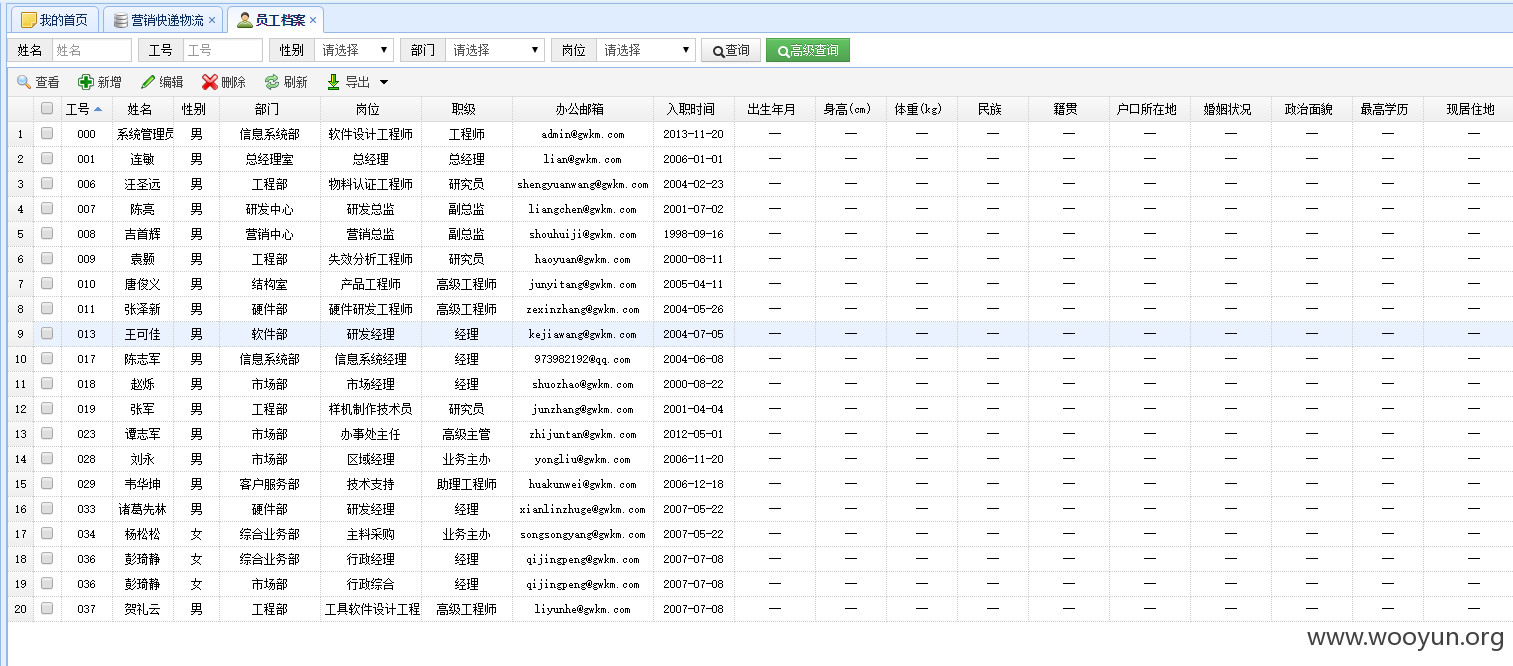 我的首页 营销快递物流 × 员工档案 ×
姓名 姓名 工号 工号 性别 请选择 部门 请选择 岗位 请选择 查询 高级查询
查看 新增 编辑 删除 刷新 导出
工号 姓名 性别 部门 岗位 职级 办公邮箱 入职时间 出生年月 身高(cm) 体重(kg) 民族 籍贯 户口所在地 婚姻状况 政治面貌 最高学历 现居住地
1 000 系统管理员 男 信息系统部 软件设计工程师 工程师 admin@gwkm.com 2013-11-20 — — — — — — — — — —
2 001 连敏 男 总经理室 总经理 总经理 lian@gwkm.com 2006-01-01 — — — — — — — — — —
3 006 汪圣远 男 工程部 物料认证工程师 研究员 shengyuanwang@gwkm.com 2004-02-23 — — — — — — — — — —
4 007 陈亮 男 研发中心 研发总监 副总监 liangchen@gwkm.com 2001-07-02 — — — — — — — — — —
5 008 吉首辉 男 营销中心 营销总监 副总监 shouhuiji@gwkm.com 1998-09-16 — — — — — — — — — —
6 009 袁颢 男 工程部 失效分析工程师 研究员 haoyuan@gwkm.com 2000-08-11 — — — — — — — — — —
7 010 唐俊义 男 结构室 产品工程师 高级工程师 junyitang@gwkm.com 2005-04-11 — — — — — — — — — —
8 011 张泽新 男 硬件部 硬件研发工程师 高级工程师 zexinzhang@gwkm.com 2004-05-26 — — — — — — — — — —
9 013 王可佳 男 软件部 研发经理 经理 kejiawang@gwkm.com 2004-07-05 — — — — — — — — — —
10 017 陈志军 男 信息系统部 信息系统经理 经理 973982192@qq.com 2004-06-08 — — — — — — — — — —
11 018 赵烁 男 市场部 市场经理 经理 shuozhao@gwkm.com 2000-08-22 — — — — — — — — — —
12 019 张军 男 工程部 样机制作技术员 研究员 junzhang@gwkm.com 2001-04-04 — — — — — — — — — —
13 023 谭志军 男 市场部 办事处主任 高级主管 zhijuntan@gwkm.com 2012-05-01 — — — — — — — — — —
14 028 刘永 男 市场部 区域经理 业务主办 yongliu@gwkm.com 2006-11-20 — — — — — — — — — —
15 029 韦华坤 男 客户服务部 技术支持 助理工程师 huakunwei@gwkm.com 2006-12-18 — — — — — — — — — —
16 033 诸葛先林 男 硬件部 研发经理 经理 xianlinzhuge@gwkm.com 2007-05-22 — — — — — — — — — —
17 034 杨松松 女 综合业务部 主料采购 业务主办 songsongyang@gwkm.com 2007-05-22 — — — — — — — — — —
18 036 彭琦静 女 综合业务部 行政经理 经理 qijingpeng@gwkm.com 2007-07-08 — — — — — — — — — —
19 036 彭琦静 女 市场部 行政综合 经理 qijingpeng@gwkm.com 2007-07-08 — — — — — — — — — —
20 037 贺礼云 男 工程部 工具软件设计工程 高级工程师 liyunhe@gwkm.com 2007-07-08 — — — — — — — — — —
www.wooyun.org